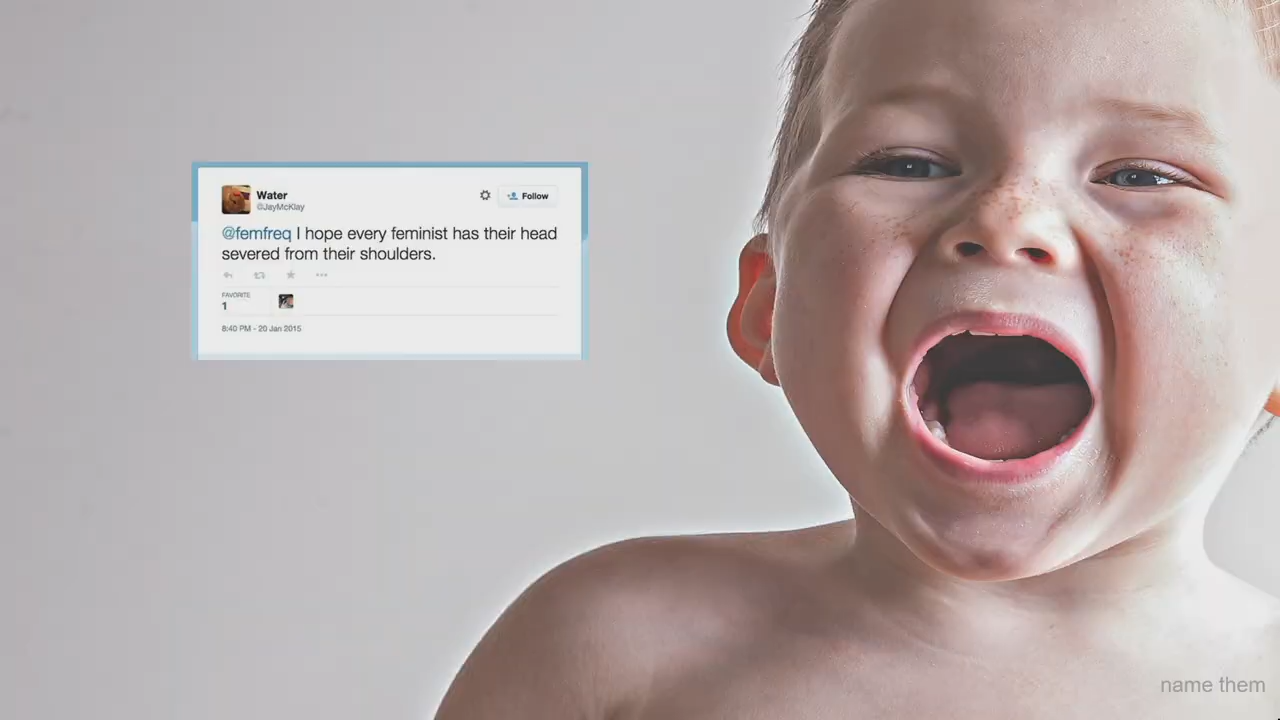 Water
@JayMcKlay
Follow
@femfreq I hope every feminist has their head
severed from their shoulders.
FAVORITE
1
8:40 PM - 20 Jan 2015
name them